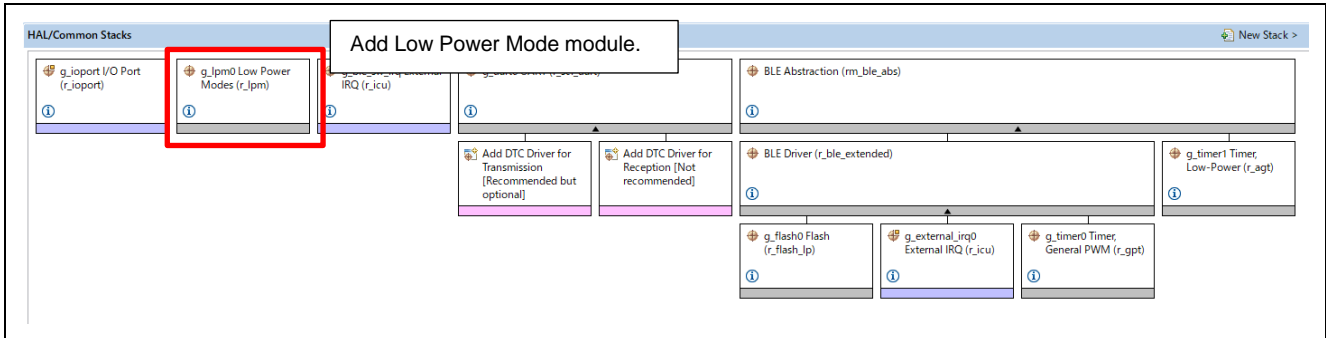 HAL/Common Stacks
Add Low Power Mode module.
New Stack >
g_ioport I/O Port
(r_ioport)
g_lpm0 Low Power
Modes (r_lpm)
IRQ (r_icu)
BLE Abstraction (rm_ble_abs)
Add DTC Driver for
Transmission
[Recommended but
optional]
Add DTC Driver for
Reception [Not
recommended]
BLE Driver (r_ble_extended)
g_timer1 Timer,
Low-Power (r_agt)
g_flash0 Flash
(r_flash_lp)
g_external_irq0
External IRQ (r_icu)
g_timer0 Timer,
General PWM (r_gpt)